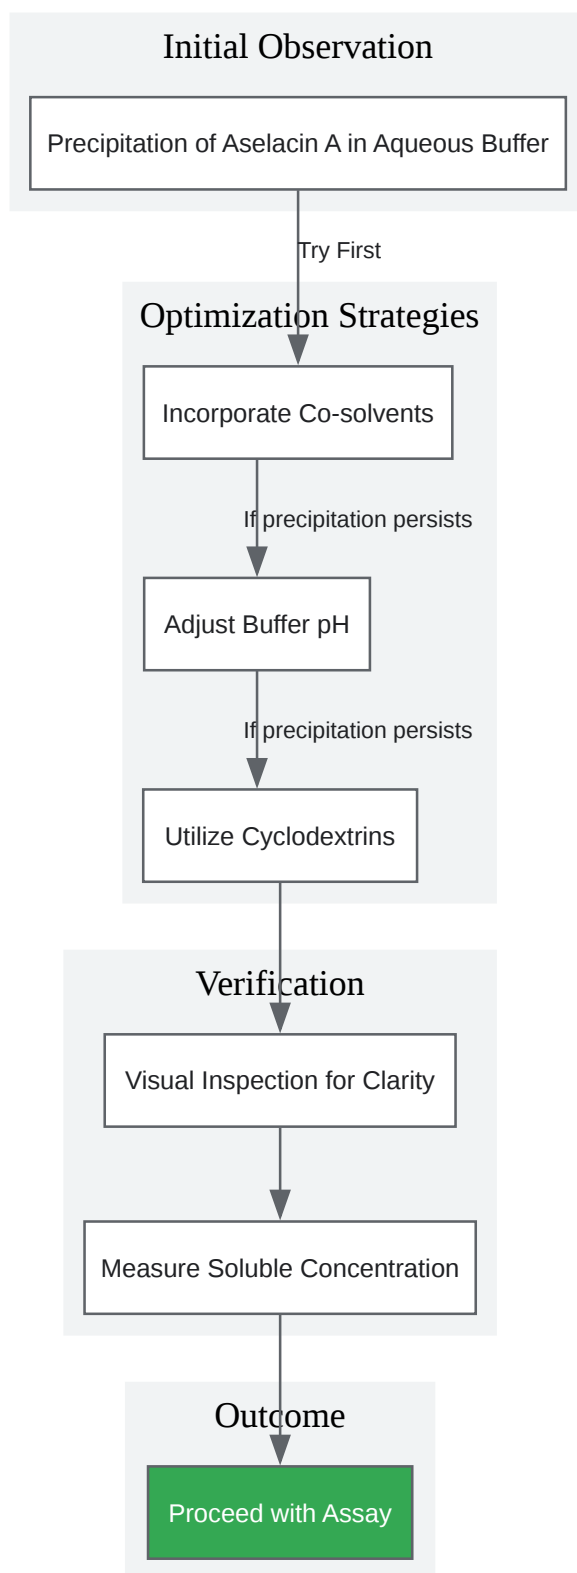 Initial Observation
Precipitation of Aselacin A in Aqueous Buffer
Try First
Optimization Strategies
Incorporate Co-solvents
If precipitation persists
Adjust Buffer pH
If precipitation persists
Utilize Cyclodextrins
Verification
Visual Inspection for Clarity
Measure Soluble Concentration
Outcome
Proceed with Assay